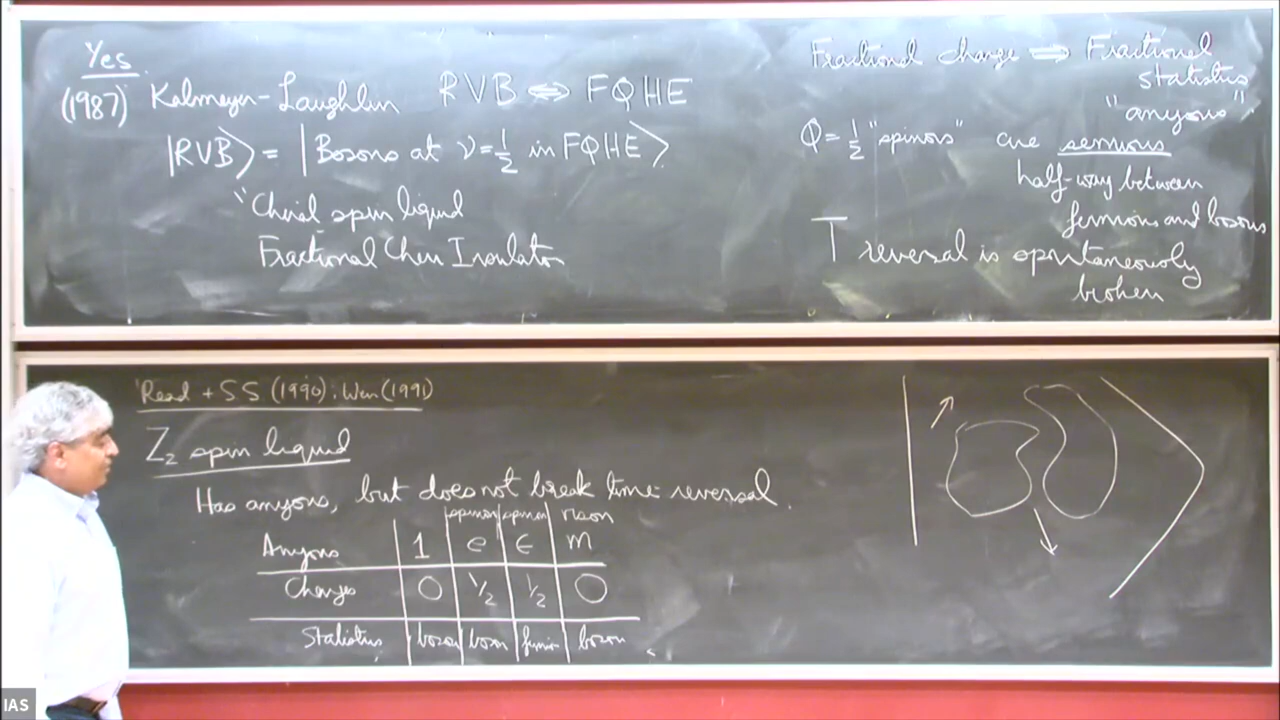 Yes
(1987) Kalmeyer-Laughlin RVB ⟺ FQHE
|RVB⟩ = | Bosons at ν=1/2 in FQHE ⟩
"Chiral spin liquid
Fractional Chern Insulator
Fractional charge ⟹ Fractional
statistics
"anyons"
Q=1/2 "spinors" are semions
half-way between
fermions and bosons
T reversal is spontaneously
broken
Read + SS (1990); Wen (1991)
Z2 spin liquid
Has anyons, but does not break time-reversal.
spinon spinon vison
Anyons 1 e ε m
Charges 0 1/2 1/2 0
Statistics boson boson fermion boson
IAS